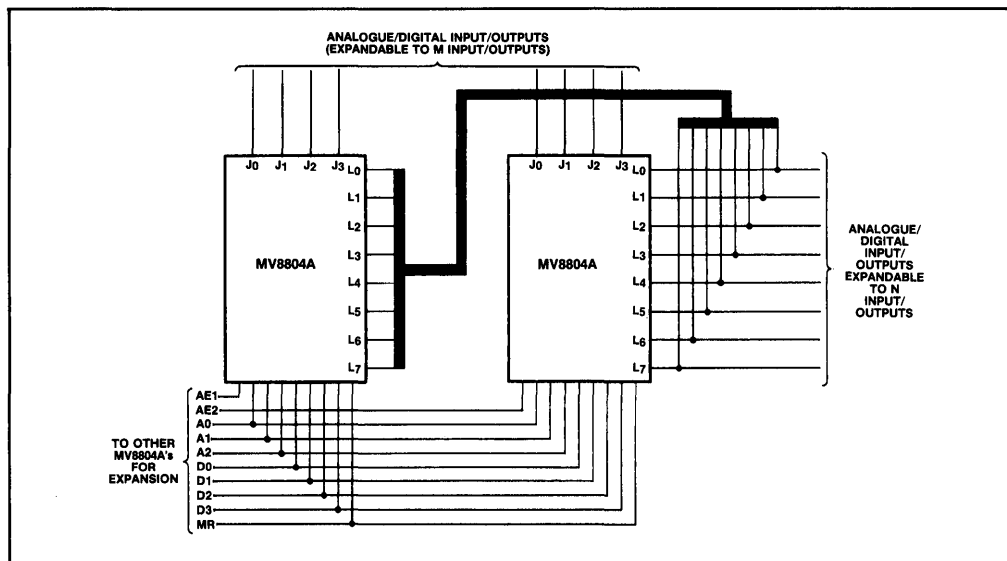 ANALOGUE/DIGITAL INPUT/OUTPUTS
(EXPANDABLE TO M INPUT/OUTPUTS)
J0 J1 J2 J3
L0
L1
L2
L3
L4
L5
L6
L7
MV8804A
J0 J1 J2 J3
L0
L1
L2
L3
L4
L5
L6
L7
MV8804A
ANALOGUE/
DIGITAL
INPUT/
OUTPUTS
EXPANDABLE
TO N
INPUT/
OUTPUTS
TO OTHER
MV8804A's
FOR
EXPANSION
AE1
AE2
A0
A1
A2
D0
D1
D2
D3
MR